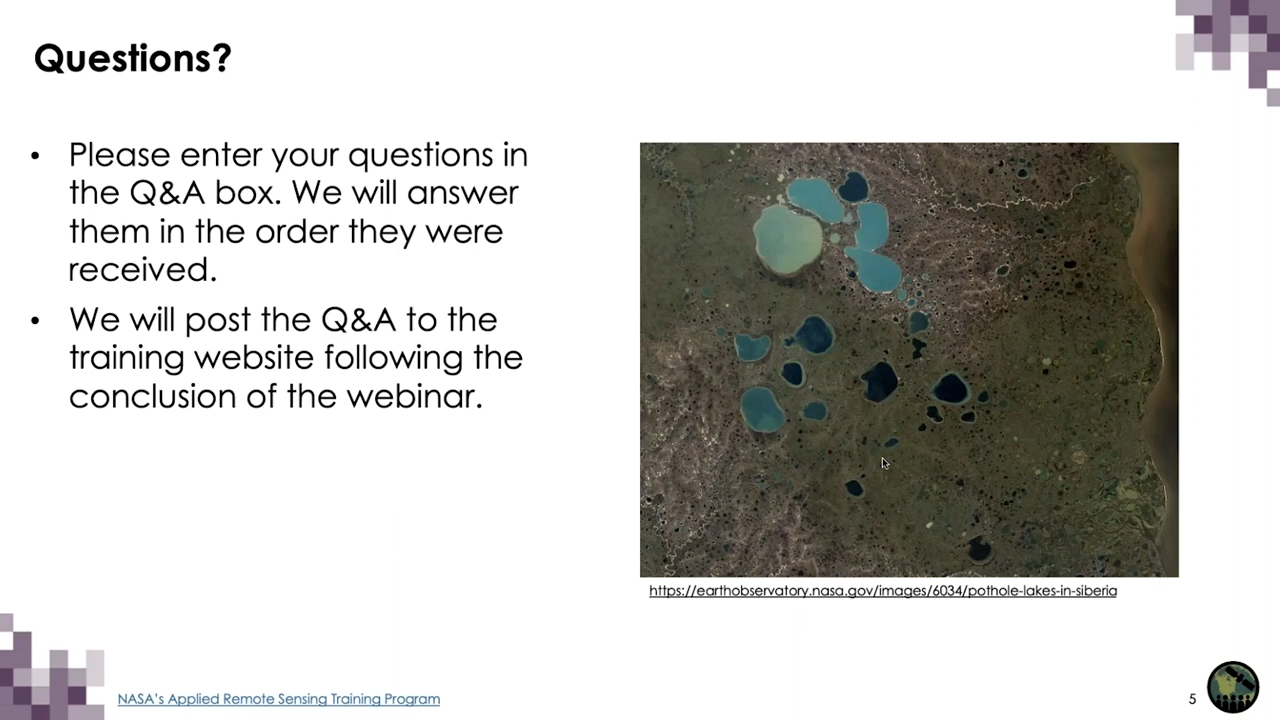 Questions?
• Please enter your questions in
the Q&A box. We will answer
them in the order they were
received.
• We will post the Q&A to the
training website following the
conclusion of the webinar.
https://earthobservatory.nasa.gov/images/6034/pothole-lakes-in-siberia
NASA's Applied Remote Sensing Training Program
5